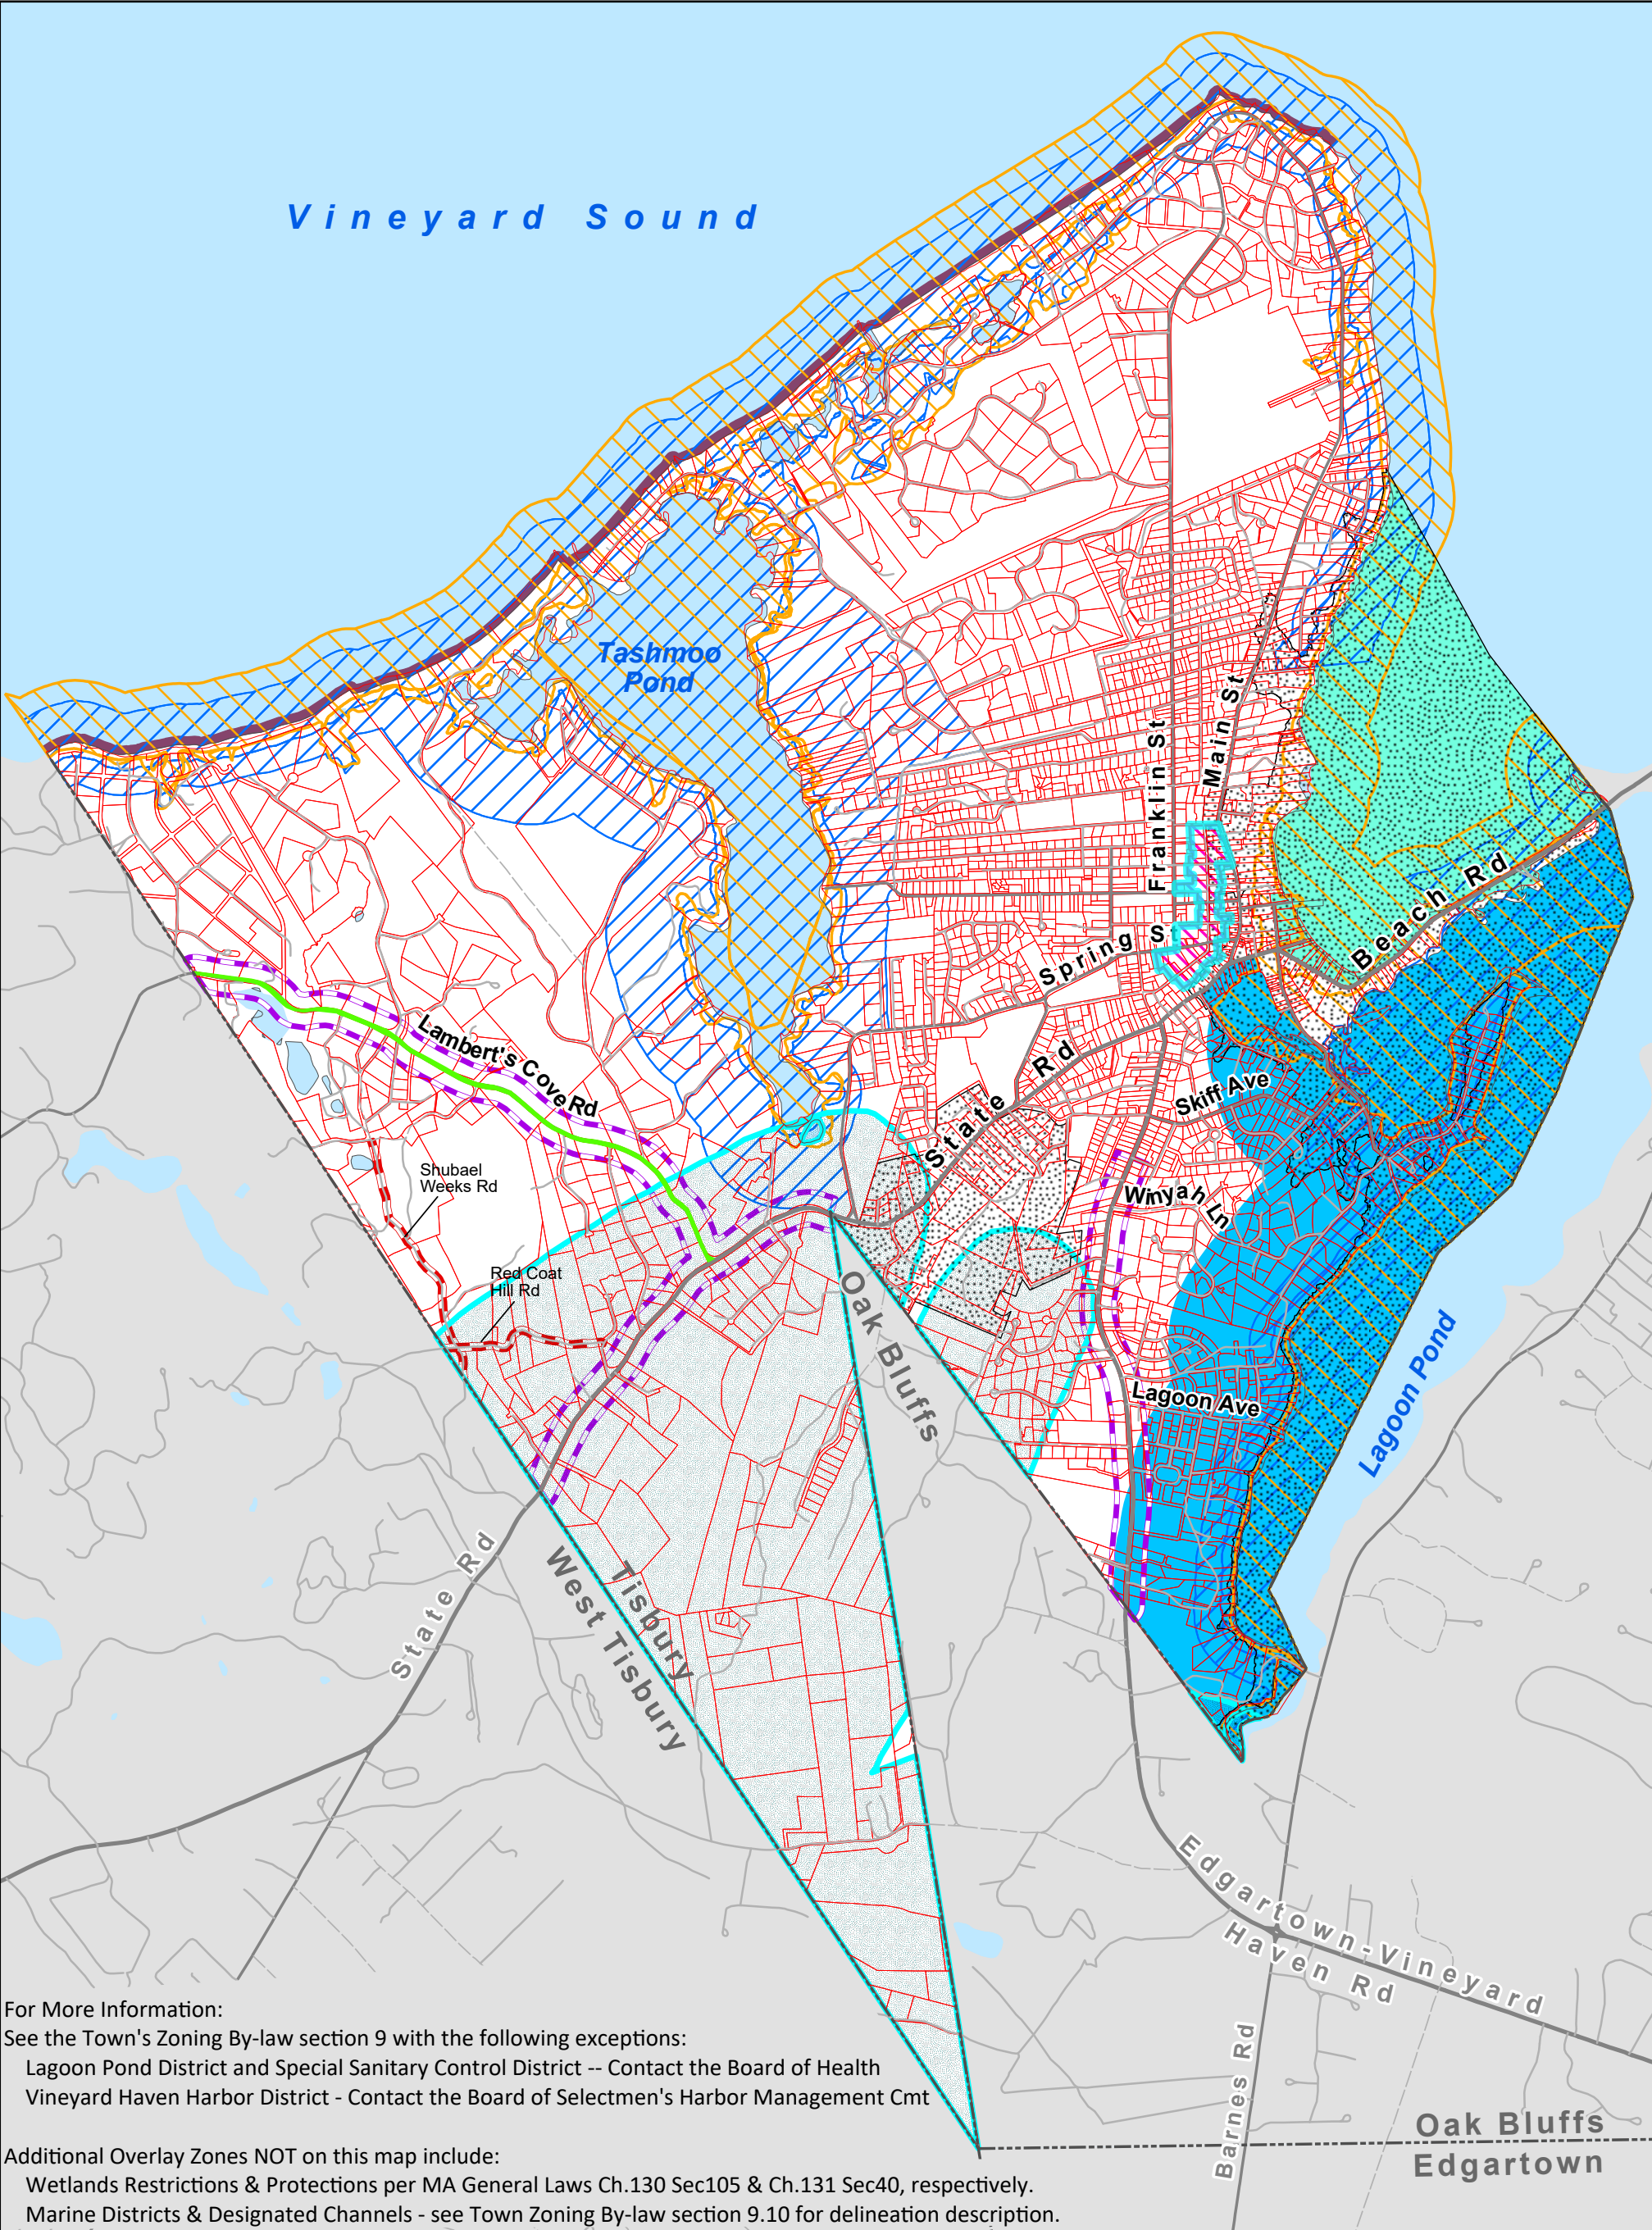 Vineyard Sound
Tashmoo
Pond
Franklin St
Main St
Beach Rd
Spring St
Lambert's Cove Rd
State Rd
Skiff Ave
Shubael
Weeks Rd
Winyah Ln
Red Coat
Hill Rd
Oak Bluffs
Lagoon Ave
Lagoon Pond
State Rd
Tisbury
West Tisbury
Edgartown-Vineyard
Haven Rd
Barnes Rd
Oak Bluffs
Edgartown
For More Information:
See the Town's Zoning By-law section 9 with the following exceptions:
Lagoon Pond District and Special Sanitary Control District -- Contact the Board of Health
Vineyard Haven Harbor District - Contact the Board of Selectmen's Harbor Management Cmt
Additional Overlay Zones NOT on this map include:
Wetlands Restrictions & Protections per MA General Laws Ch.130 Sec105 & Ch.131 Sec40, respectively.
Marine Districts & Designated Channels - see Town Zoning By-law section 9.10 for delineation description.